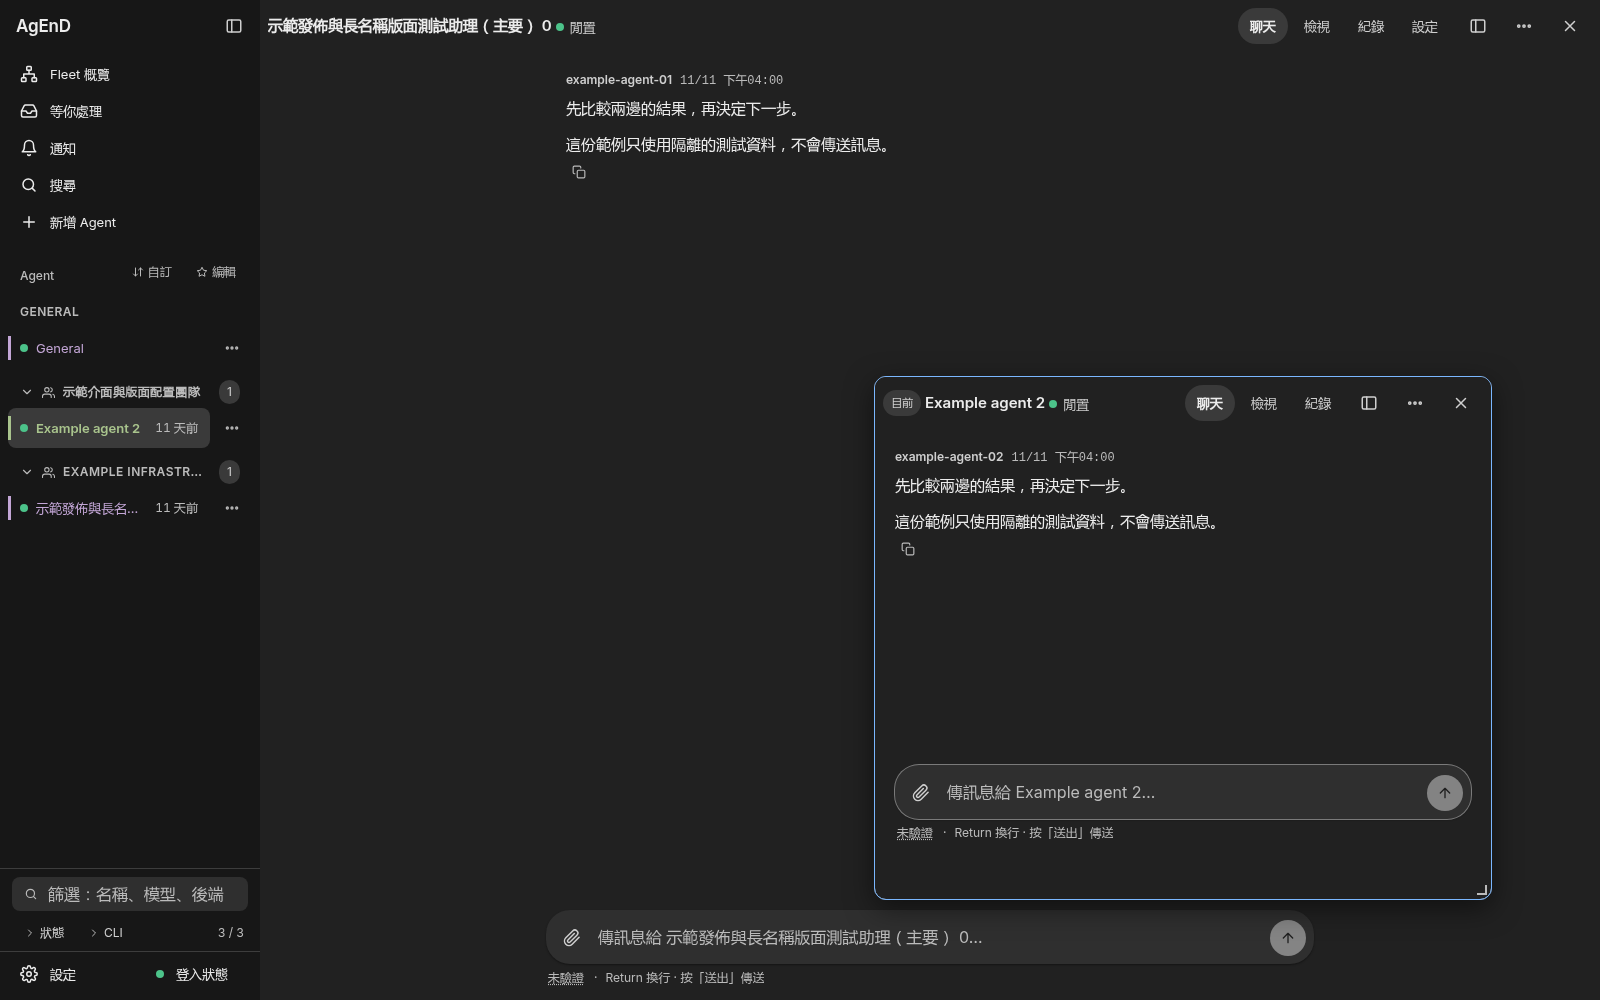 AgEnD
Fleet 概覽
等你處理
通知
搜尋
新增 Agent
Agent
自訂
編輯
GENERAL
General
示範介面與版面配置團隊
1
Example agent 2
11 天前
EXAMPLE INFRASTR...
1
示範發佈與長名...
11 天前
篩選：名稱、模型、後端
狀態
CLI
3 / 3
設定
登入狀態
示範發佈與長名稱版面測試助理（主要）0
閒置
聊天
檢視
紀錄
設定
example-agent-01 11/11 下午04:00
先比較兩邊的結果，再決定下一步。
這份範例只使用隔離的測試資料，不會傳送訊息。
目前
Example agent 2
閒置
聊天
檢視
紀錄
example-agent-02 11/11 下午04:00
先比較兩邊的結果，再決定下一步。
這份範例只使用隔離的測試資料，不會傳送訊息。
傳訊息給 Example agent 2...
未驗證 · Return 換行 · 按「送出」傳送
傳訊息給 示範發佈與長名稱版面測試助理（主要）0...
未驗證 · Return 換行 · 按「送出」傳送